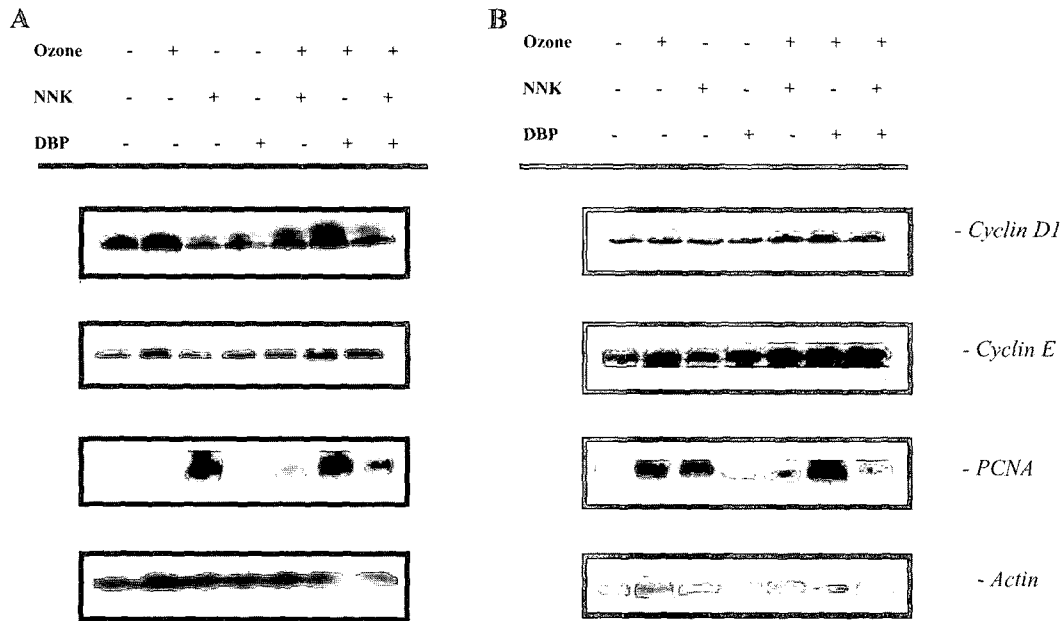 A
Ozone - + - - + + +
NNK - - + - + - +
DBP - - - + - + +
B
Ozone - + - - + + +
NNK - - + - + - +
DBP - - - + - + +
- Cyclin D1
- Cyclin E
- PCNA
- Actin